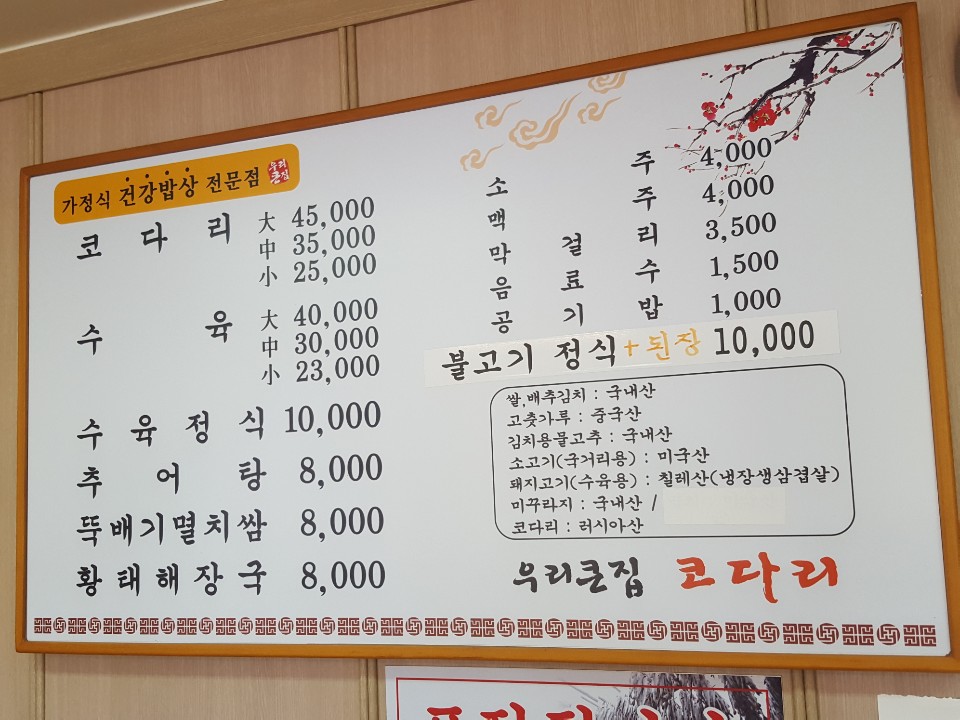 가정식 건강밥상 전문점 우리큰집
코다리 大 45,000
中 35,000
小 25,000
수육 大 40,000
中 30,000
小 23,000
수육정식 10,000
추어탕 8,000
뚝배기멸치쌈 8,000
황태해장국 8,000
소주 4,000
맥주 4,000
막걸리 3,500
음료수 1,500
공기밥 1,000
불고기 정식+된장 10,000
쌀,배추김치 : 국내산
고춧가루 : 중국산
김치용물고추 : 국내산
소고기(국거리용) : 미국산
돼지고기(수육용) : 칠레산(냉장생삼겹살)
미꾸라지 : 국내산 /
코다리 : 러시아산
우리큰집 코다리